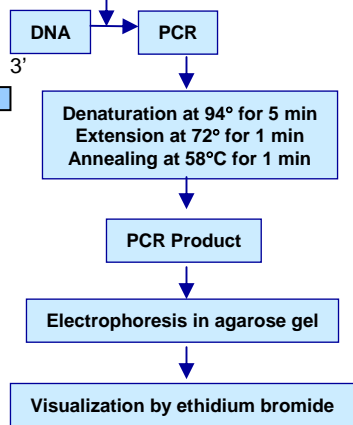 DNA
PCR
3’
Denaturation at 94° for 5 min
Extension at 72° for 1 min
Annealing at 58°C for 1 min
PCR Product
Electrophoresis in agarose gel
Visualization by ethidium bromide